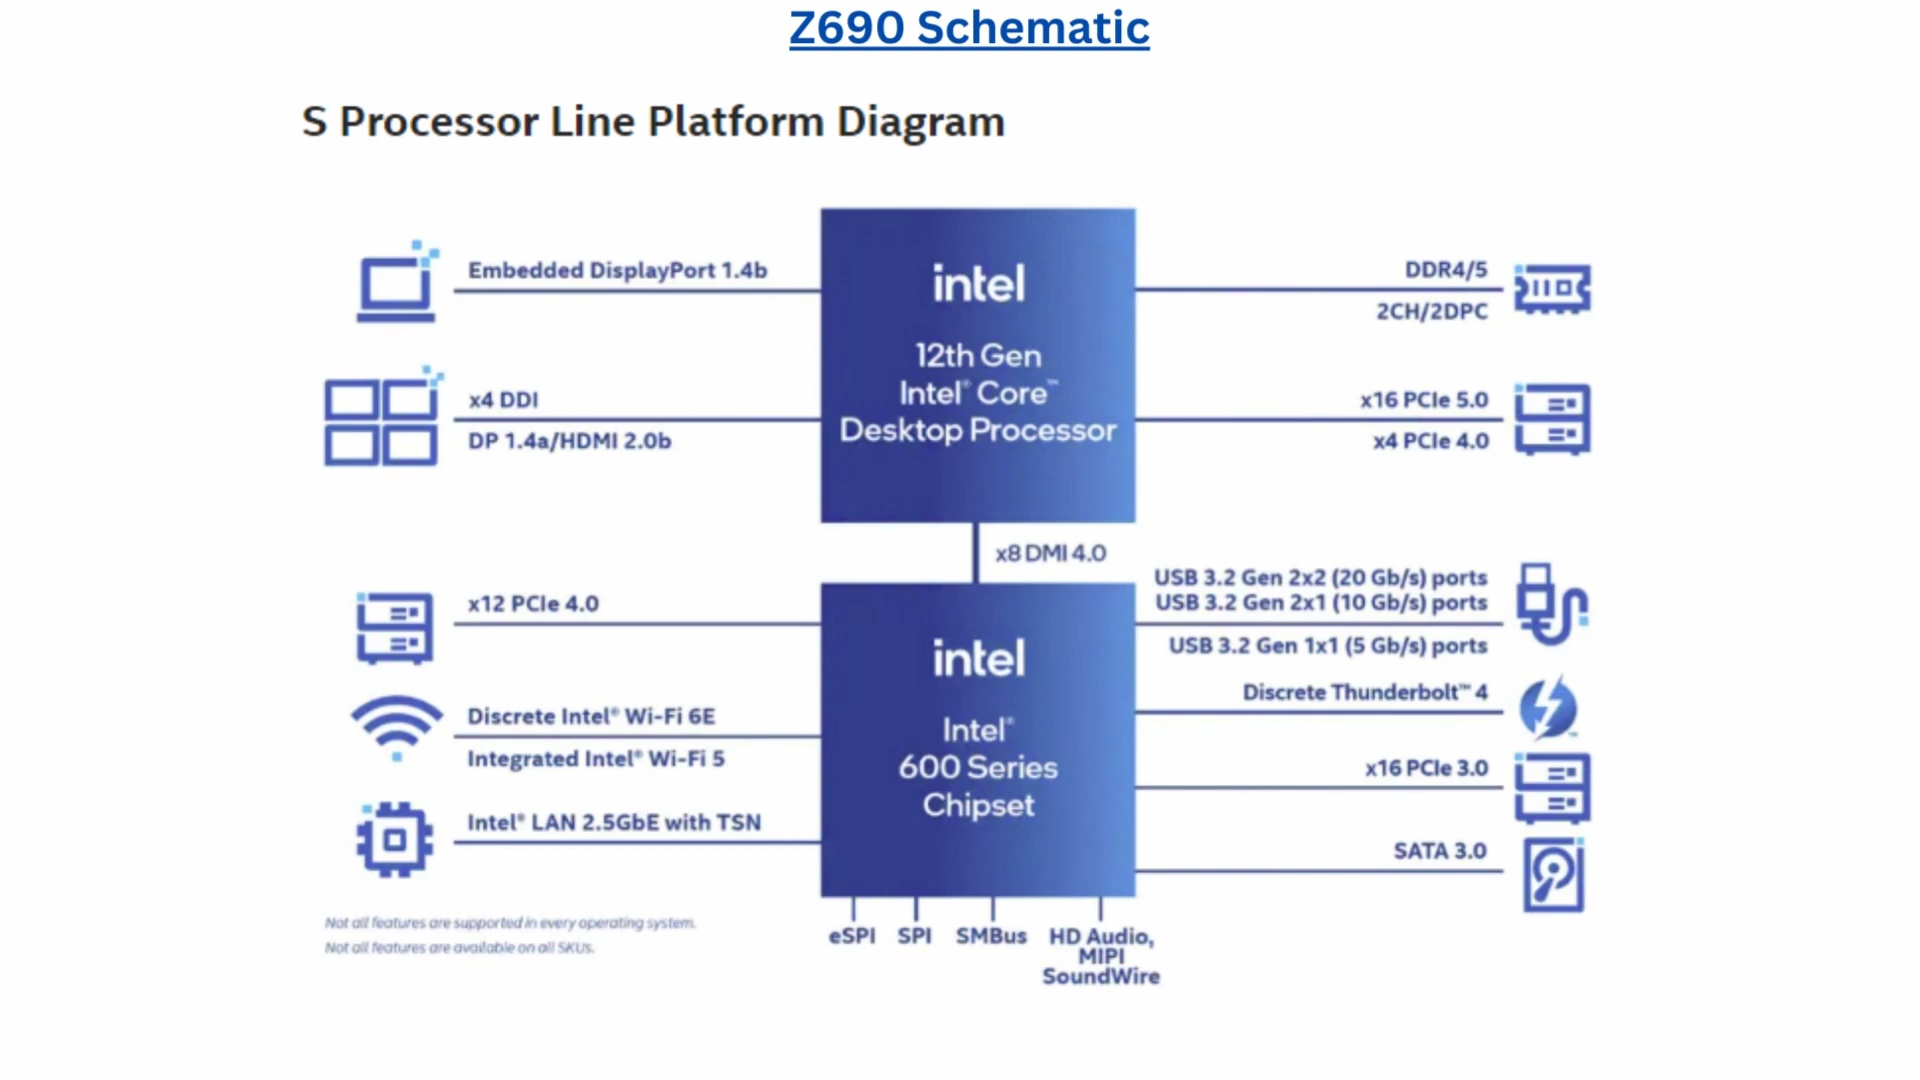 Z690 Schematic
S Processor Line Platform Diagram
Embedded DisplayPort 1.4b
x4 DDI
DP 1.4a/HDMI 2.0b
intel
12th Gen
Intel® Core™
Desktop Processor
DDR4/5
2CH/2DPC
x16 PCIe 5.0
x4 PCIe 4.0
x8 DMI 4.0
x12 PCIe 4.0
Discrete Intel® Wi-Fi 6E
Integrated Intel® Wi-Fi 5
Intel® LAN 2.5GbE with TSN
intel
Intel®
600 Series
Chipset
USB 3.2 Gen 2x2 (20 Gb/s) ports
USB 3.2 Gen 2x1 (10 Gb/s) ports
USB 3.2 Gen 1x1 (5 Gb/s) ports
Discrete Thunderbolt™ 4
x16 PCIe 3.0
SATA 3.0
eSPI
SPI
SMBus
HD Audio,
MIPI
SoundWire
Not all features are supported in every operating system.
Not all features are available on all SKUs.